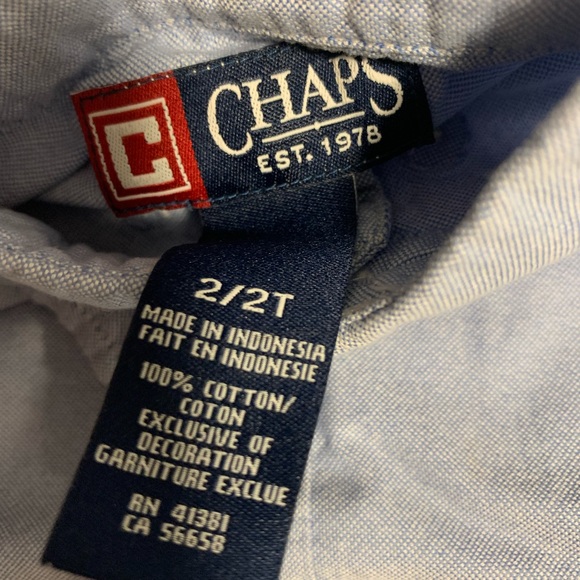 C
CHAPS
EST. 1978
2/2T
MADE IN INDONESIA
FAIT EN INDONESIE
100% COTTON/
COTON
EXCLUSIVE OF
DECORATION
GARNITURE EXCLUE
RN 41381
CA 56658